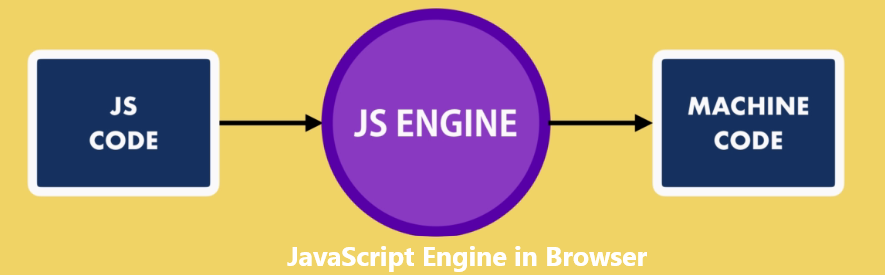 JS
CODE
JS ENGINE
MACHINE
CODE
JavaScript Engine in Browser